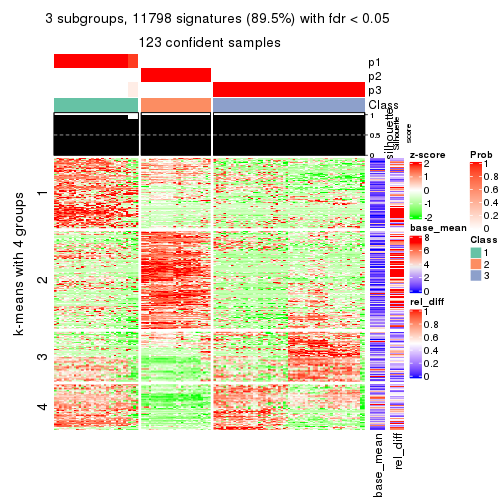 3 subgroups, 11798 signatures (89.5%) with fdr < 0.05
123 confident samples
p1
p2
p3
Class
silhouette
Silhouette
score
1
0.5
0
k-means with 4 groups
1
2
3
4
base_mean
rel_diff
z-score
2
1
0
-1
-2
base_mean
8
6
4
2
0
rel_diff
1
0.8
0.6
0.4
0.2
0
Prob
1
0.8
0.6
0.4
0.2
0
Class
1
2
3